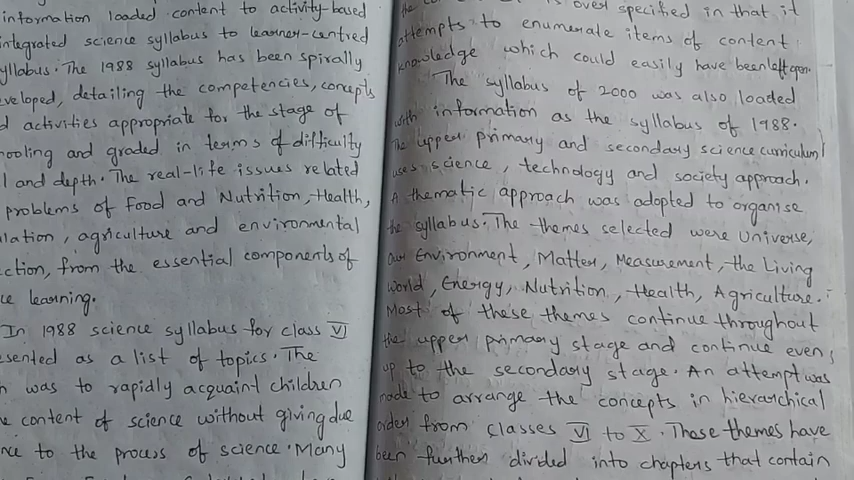 information loaded content to activity-based
integrated science syllabus to learner-centred
yllabus. The 1988 syllabus has been spirally
veloped, detailing the competencies, concepts
d activities appropriate for the stage of
ooling and graded in terms of difficulty
l and depth. The real-life issues related
problems of Food and Nutrition, Health,
lation, agriculture and environmental
ction, from the essential components of
ce learning.
In 1988 science syllabus for class VI
esented as a list of topics. The
h was to rapidly acquaint children
e content of science without giving due
nce to the process of science. Many
the is over specified in that it
attempts to enumerate items of content
knowledge which could easily have been left open.
The syllabus of 2000 was also loaded
with information as the syllabus of 1988.
The upper primary and secondary science curriculum
uses science, technology and society approach.
A thematic approach was adopted to organise
the syllabus. The themes selected were Universe,
our Environment, Matter, Measurement, the Living
world, Energy, Nutrition, Health, Agriculture.
Most of these themes continue throughout
the upper primary stage and continue even
up to the secondary stage. An attempt was
made to arrange the concepts in hierarchical
order from classes VI to X. These themes have
been further divided into chapters that contain